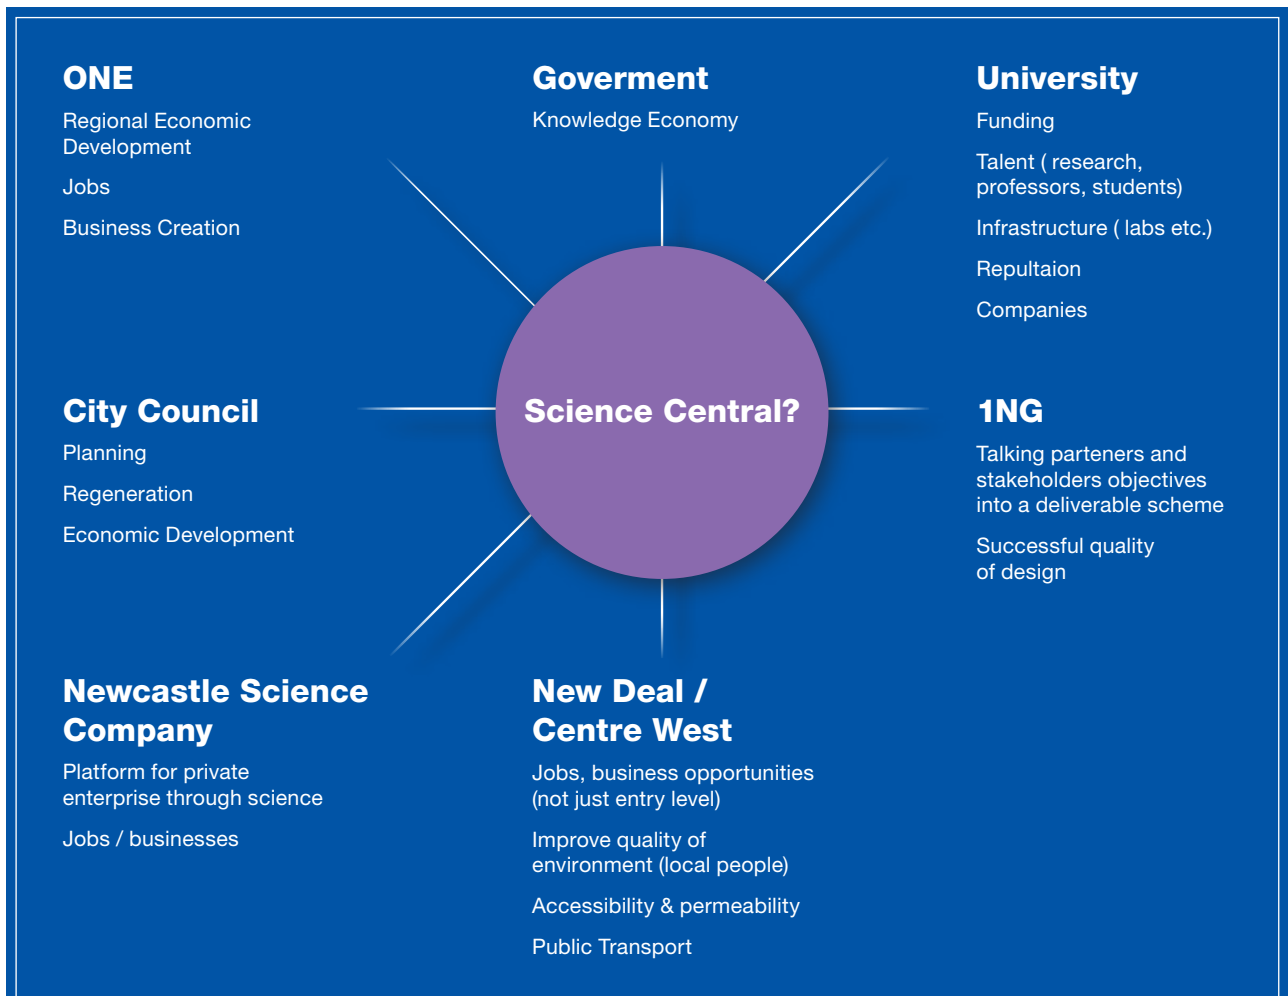 ONE
Regional Economic
Development
Jobs
Business Creation
Goverment
Knowledge Economy
University
Funding
Talent ( research,
professors, students)
Infrastructure ( labs etc.)
Repultaion
Companies
City Council
Planning
Regeneration
Economic Development
Science Central?
1NG
Talking parteners and
stakeholders objectives
into a deliverable scheme
Successful quality
of design
Newcastle Science
Company
Platform for private
enterprise through science
Jobs / businesses
New Deal /
Centre West
Jobs, business opportunities
(not just entry level)
Improve quality of
environment (local people)
Accessibility & permeability
Public Transport